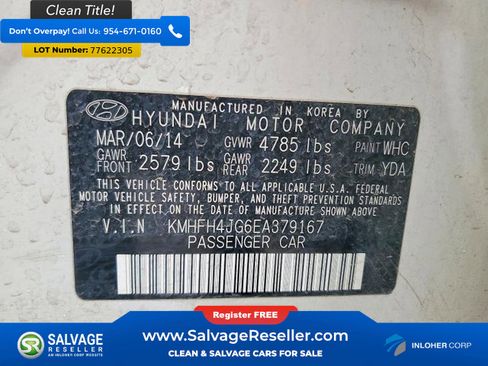 Clean Title!
Don't Overpay! Call Us: 954-671-0160
LOT Number: 77622305
MANUFACTURED IN KOREA BY
HYUNDAI MOTOR COMPANY
MAR/06/14 GVWR 4785 lbs PAINT WHC
GAWR FRONT 2579 lbs GAWR REAR 2249 lbs TRIM YDA
THIS VEHICLE CONFORMS TO ALL APPLICABLE U.S.A. FEDERAL
MOTOR VEHICLE SAFETY, BUMPER, AND THEFT PREVENTION STANDARDS
IN EFFECT ON THE DATE OF MANUFACTURE SHOWN ABOVE.
V.I.N KMHFH4JG6EA379167
PASSENGER CAR
Register FREE
SALVAGE RESELLER
AN INLOHER CORP WEBSITE
www.SalvageReseller.com
CLEAN & SALVAGE CARS FOR SALE
INLOHER CORP